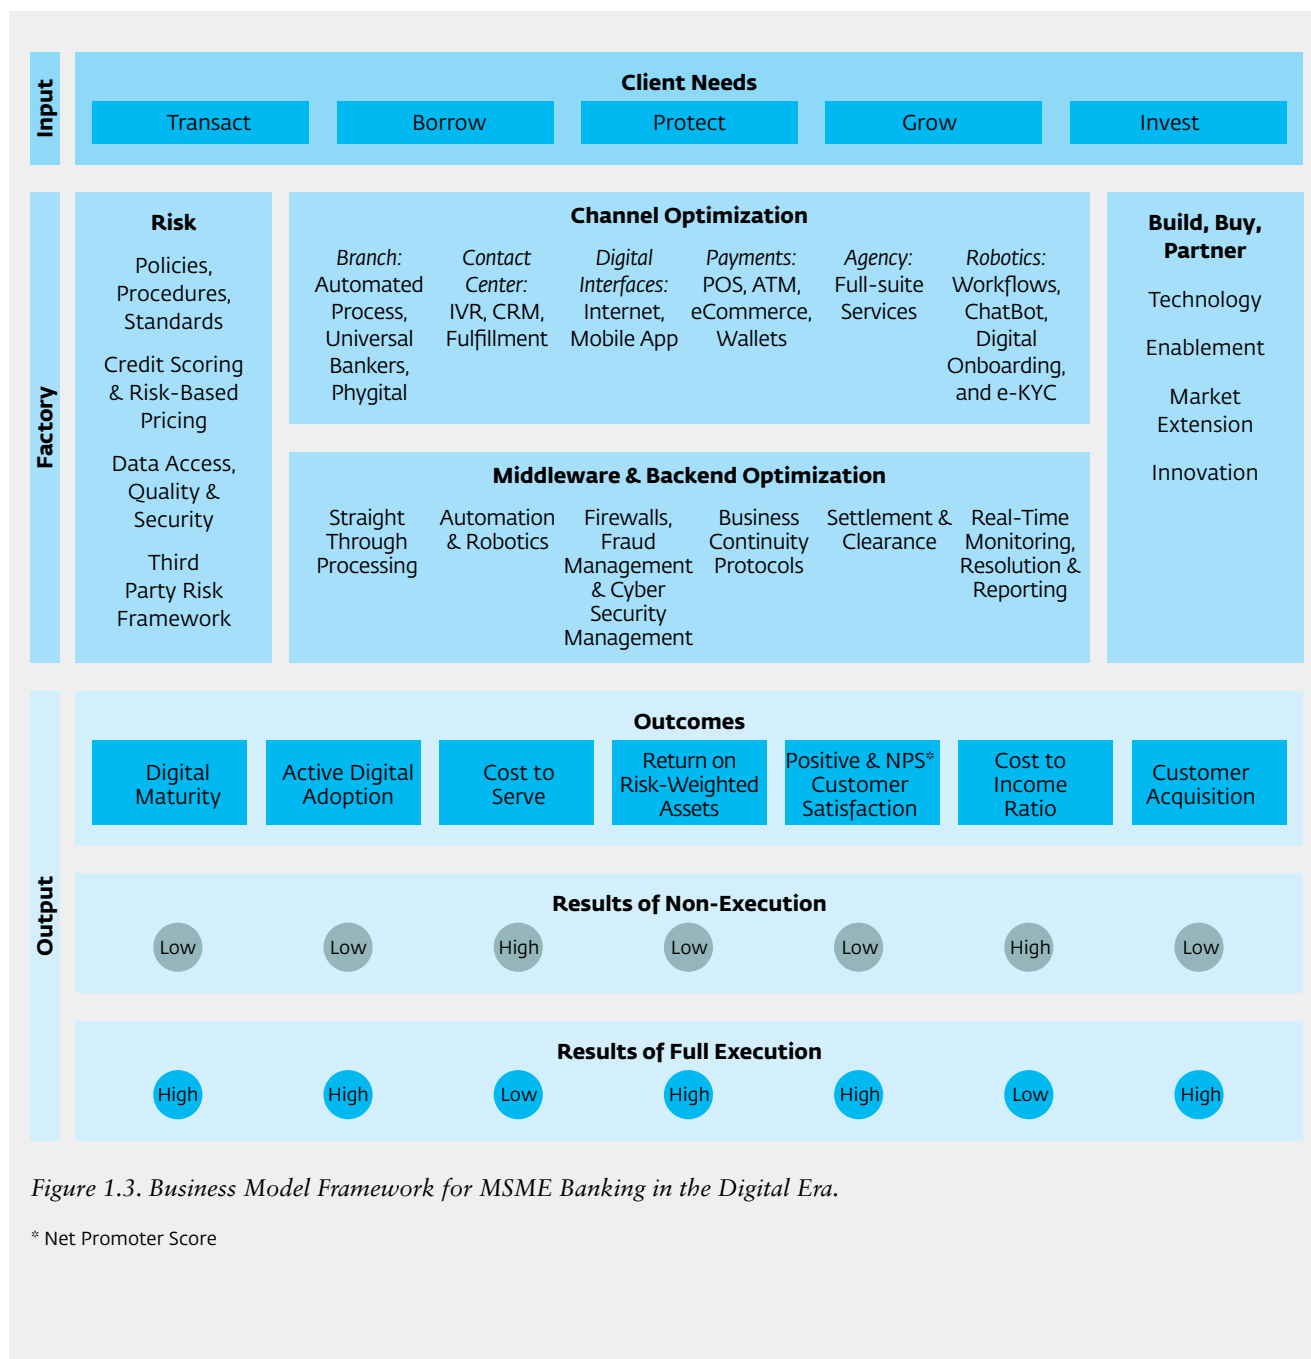 Input
Client Needs
Transact
Borrow
Protect
Grow
Invest
Factory
Risk
Policies,
Procedures,
Standards
Credit Scoring
& Risk-Based
Pricing
Data Access,
Quality &
Security
Third
Party Risk
Framework
Channel Optimization
Branch:
Automated
Process,
Universal
Bankers,
Phygital
Contact
Center:
IVR, CRM,
Fulfillment
Digital
Interfaces:
Internet,
Mobile App
Payments:
POS, ATM,
eCommerce,
Wallets
Agency:
Full-suite
Services
Robotics:
Workflows,
ChatBot,
Digital
Onboarding,
and e-KYC
Middleware & Backend Optimization
Straight
Through
Processing
Automation
& Robotics
Firewalls,
Fraud
Management
& Cyber
Security
Management
Business
Continuity
Protocols
Settlement &
Clearance
Real-Time
Monitoring,
Resolution &
Reporting
Build, Buy,
Partner
Technology
Enablement
Market
Extension
Innovation
Output
Outcomes
Digital
Maturity
Active Digital
Adoption
Cost to
Serve
Return on
Risk-Weighted
Assets
Positive & NPS*
Customer
Satisfaction
Cost to
Income
Ratio
Customer
Acquisition
Results of Non-Execution
Low
Low
High
Low
Low
High
Low
Results of Full Execution
High
High
Low
High
High
Low
High
Figure 1.3. Business Model Framework for MSME Banking in the Digital Era.
* Net Promoter Score